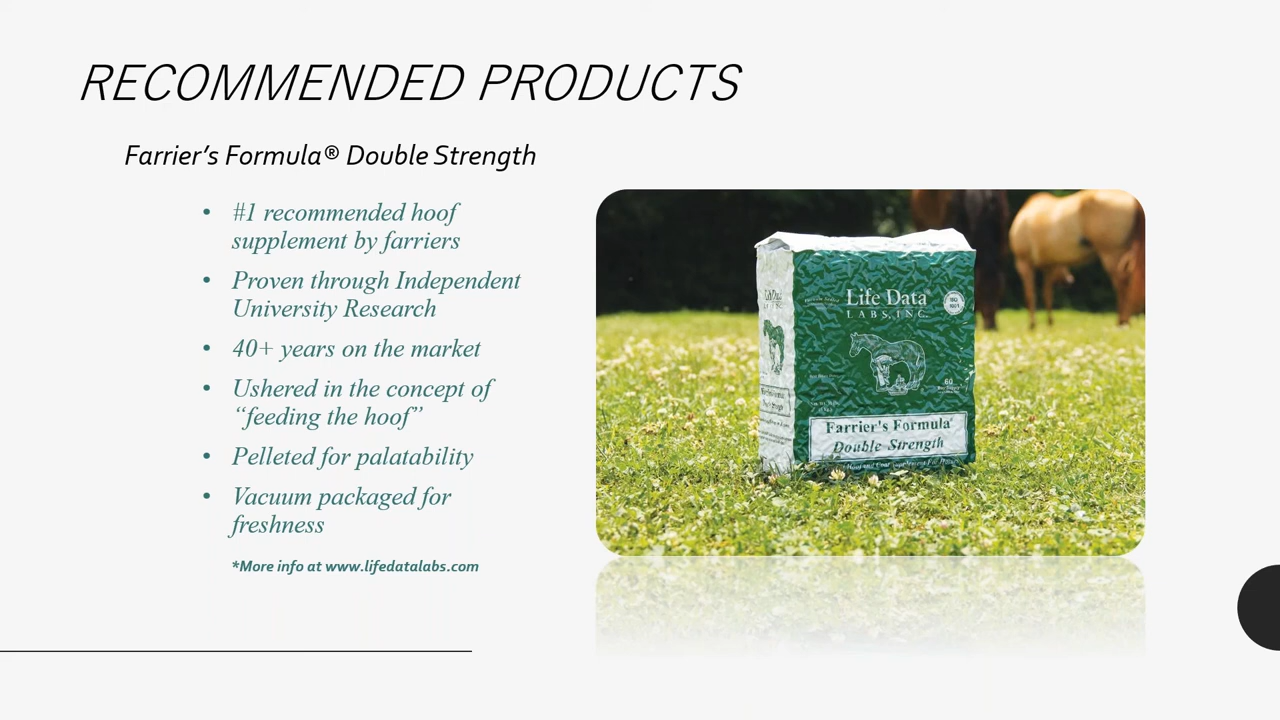 RECOMMENDED PRODUCTS
Farrier’s Formula® Double Strength
• #1 recommended hoof
supplement by farriers
• Proven through Independent
University Research
• 40+ years on the market
• Ushered in the concept of
“feeding the hoof”
• Pelleted for palatability
• Vacuum packaged for
freshness
*More info at www.lifedatalabs.com
Life Data
LABS, INC.
60
Farrier's Formula
Double Strength